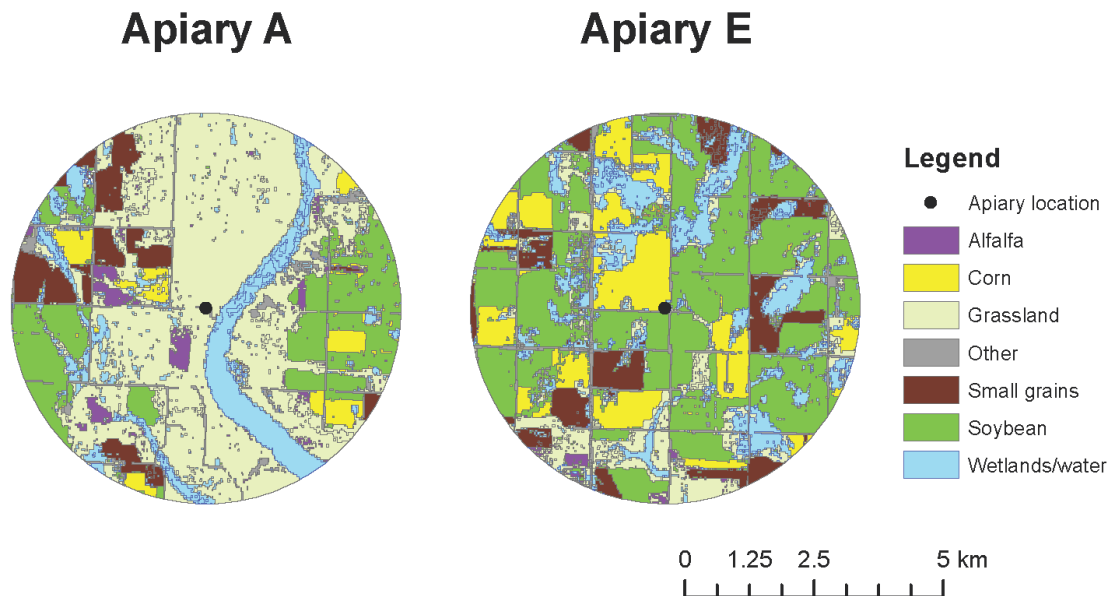 Apiary A
Apiary E
Legend
Apiary location
Alfalfa
Corn
Grassland
Other
Small grains
Soybean
Wetlands/water
0 1.25 2.5 5 km